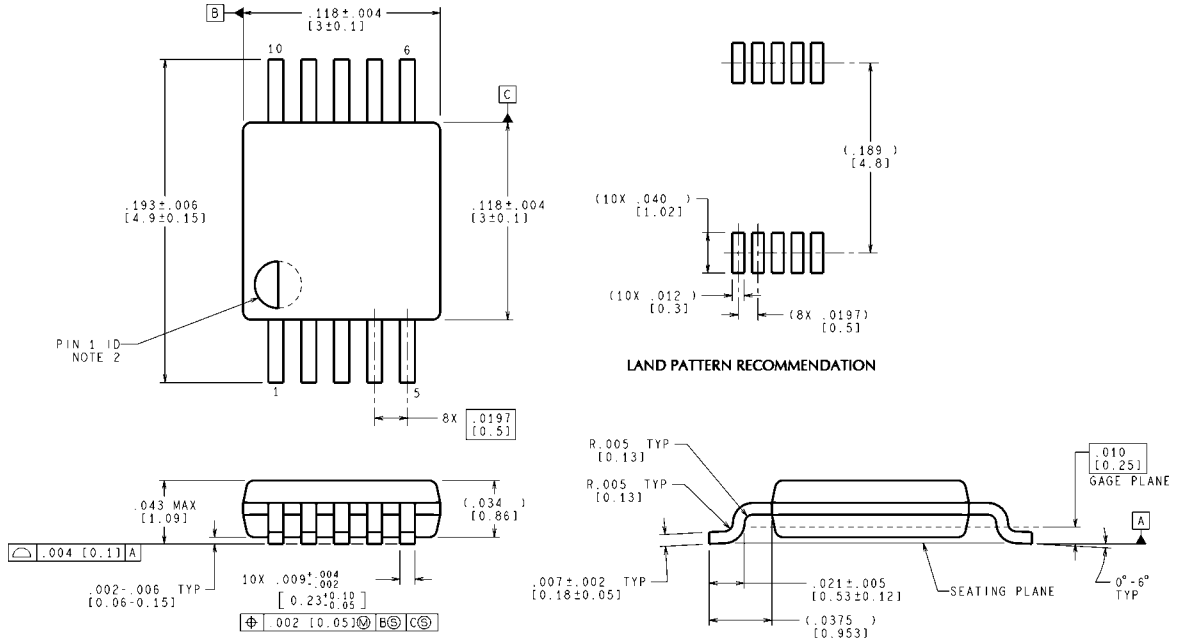 B
.118±.004
[3±0.1]
10
6
C
.193±.006
[4.9±0.15]
.118±.004
[3±0.1]
PIN 1 ID
NOTE 2
1
5
8X .0197
[0.5]
(.189 )
[4.8]
(10X .040 )
[1.02]
(10X .012 )
[0.3]
(8X .0197)
[0.5]
LAND PATTERN RECOMMENDATION
.043 MAX
[1.09]
(.034 )
[0.86]
⌓ .004 [0.1] A
.002-.006 TYP
[0.06-0.15]
10X .009 +.004 -.002
[ 0.23 +0.10 -0.05 ]
⌖ .002 [0.05]Ⓜ BⓈ CⓈ
R.005 TYP
[0.13]
R.005 TYP
[0.13]
.010
[0.25]
GAGE PLANE
A
.007±.002 TYP
[0.18±0.05]
.021±.005
[0.53±0.12]
SEATING PLANE
0°-6°
TYP
(.0375 )
[0.953]